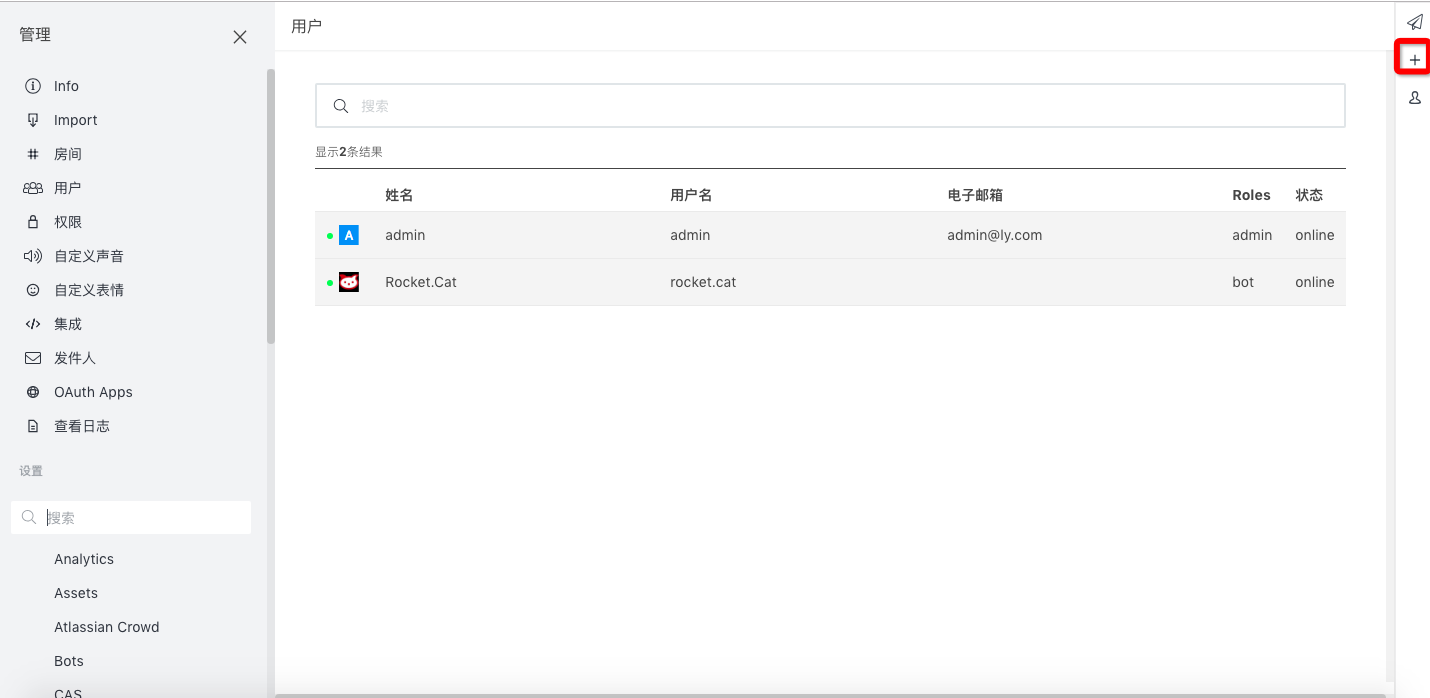 管理
Info
Import
房间
用户
权限
自定义声音
自定义表情
集成
发件人
OAuth Apps
查看日志
设置
搜索
Analytics
Assets
Atlassian Crowd
Bots
CAS
用户
搜索
显示2条结果
姓名 用户名 电子邮箱 Roles 状态
A admin admin admin@ly.com admin online
Rocket.Cat rocket.cat bot online